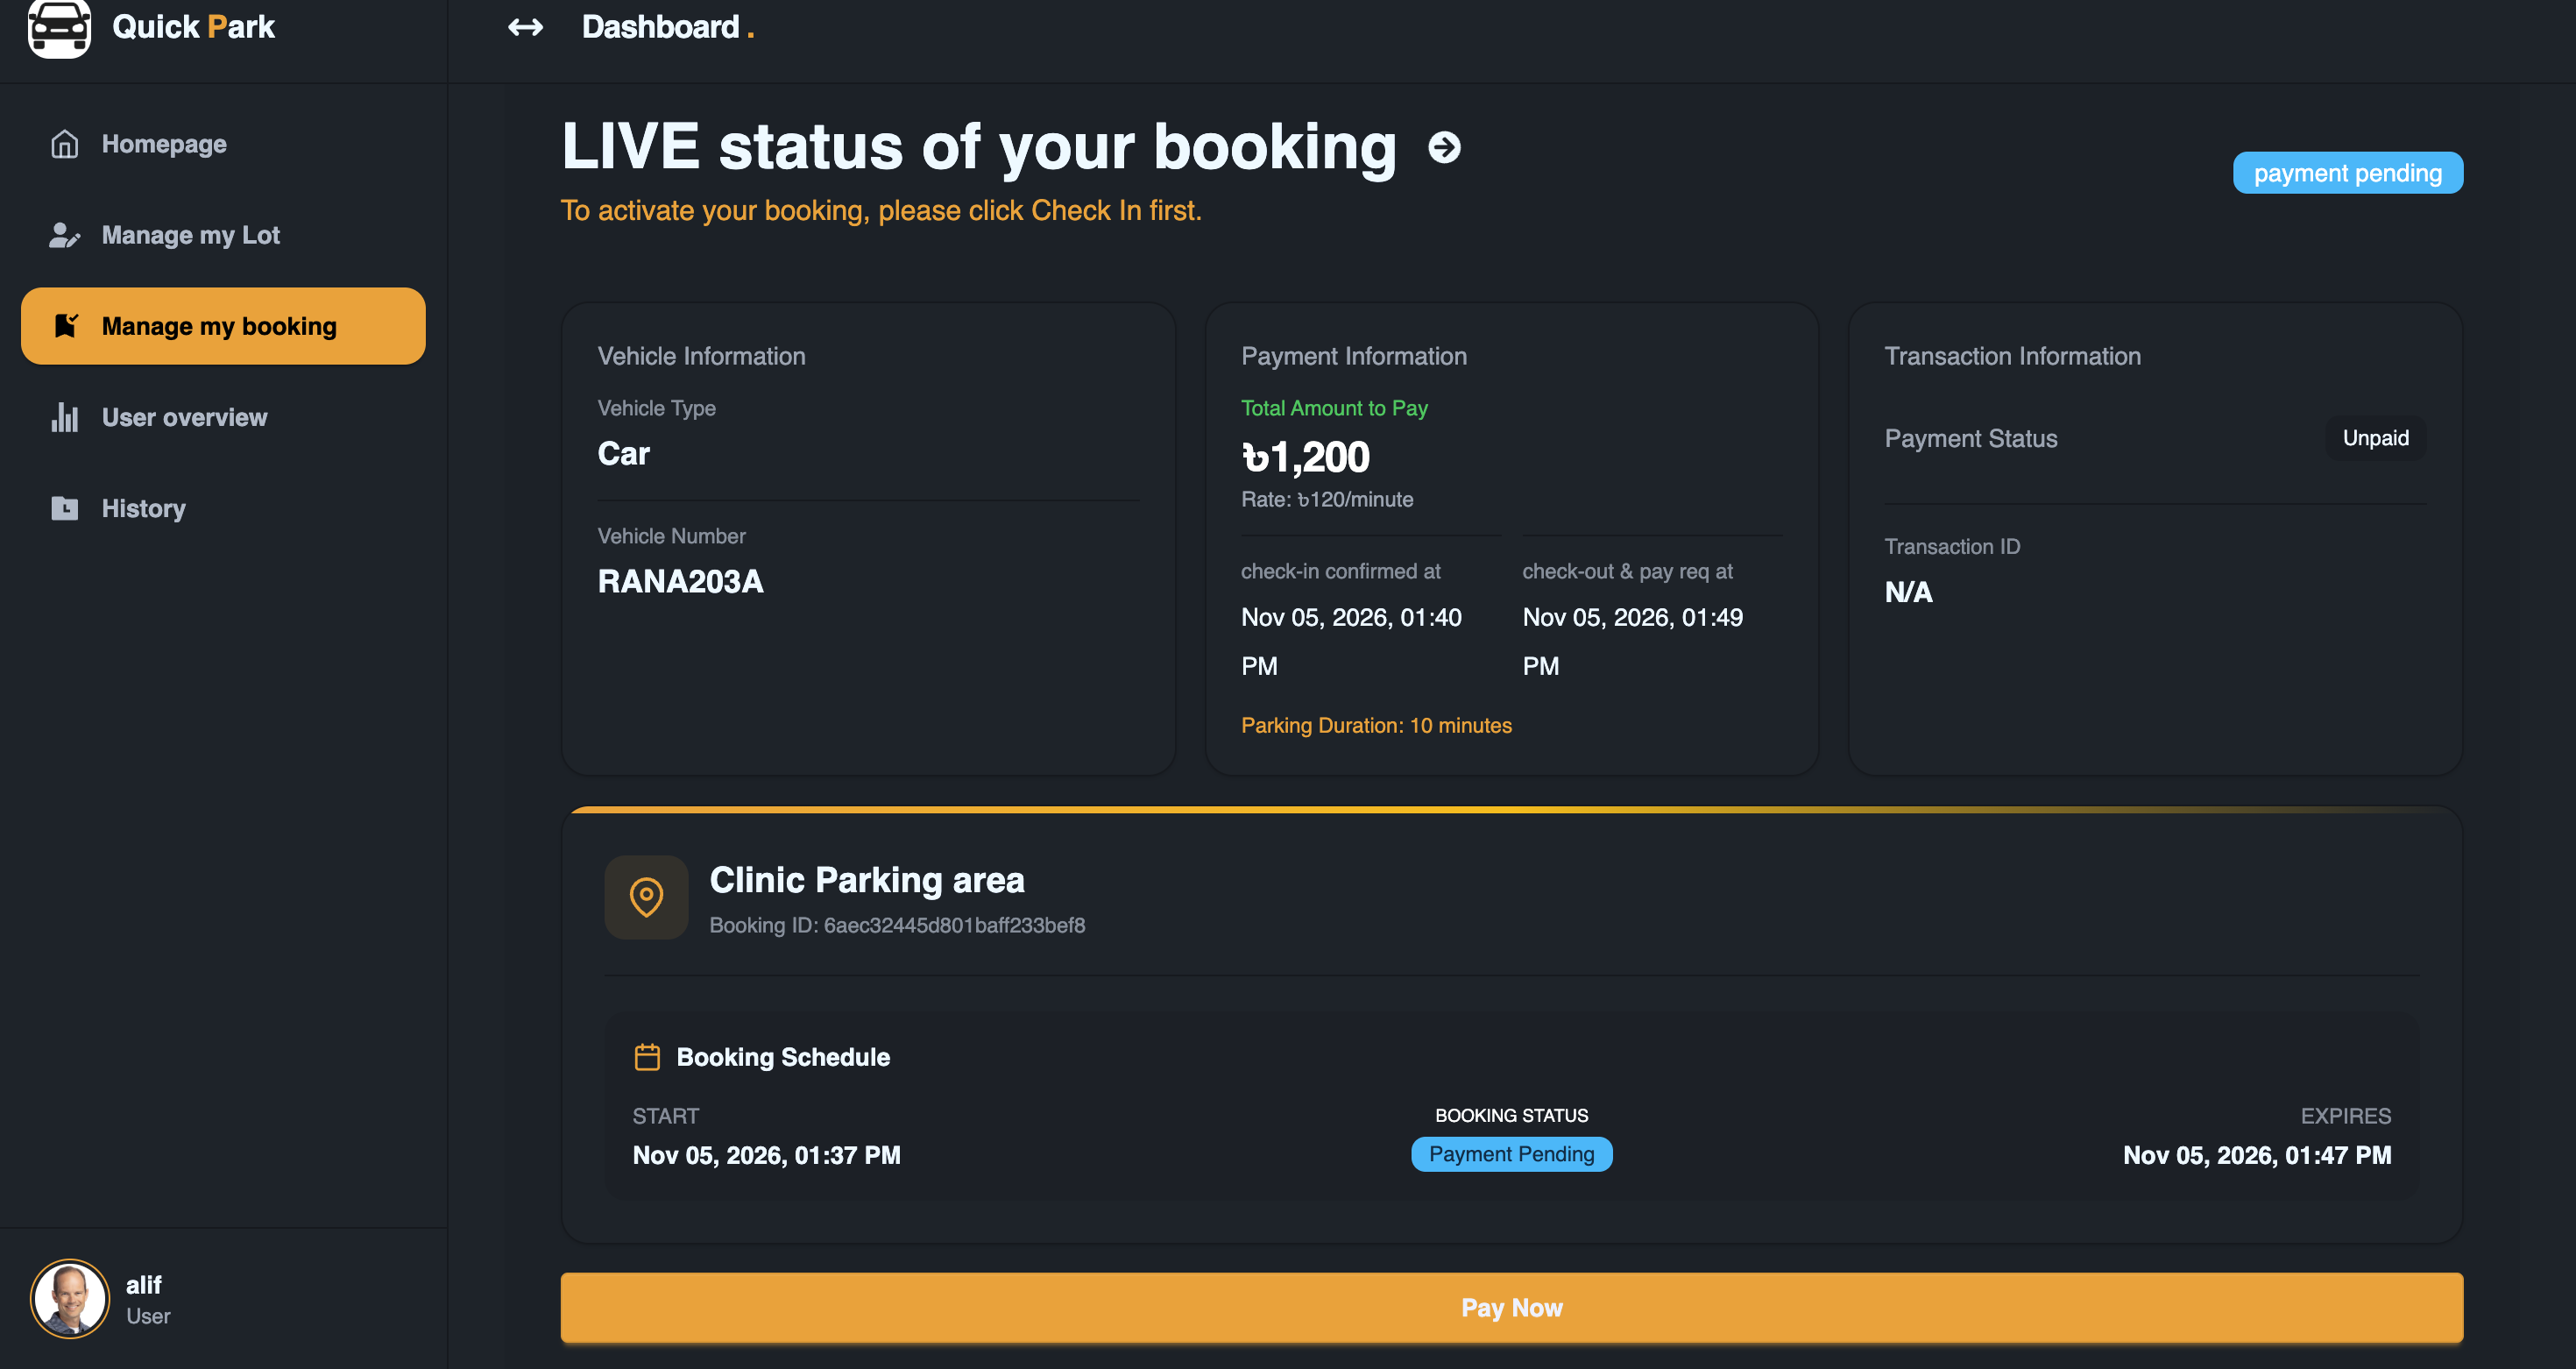 Quick Park
Dashboard .
Homepage
Manage my Lot
Manage my booking
User overview
History
alif
User
LIVE status of your booking
To activate your booking, please click Check In first.
payment pending
Vehicle Information
Vehicle Type
Car
Vehicle Number
RANA203A
Payment Information
Total Amount to Pay
৳1,200
Rate: ৳120/minute
check-in confirmed at
Nov 05, 2026, 01:40
PM
check-out & pay req at
Nov 05, 2026, 01:49
PM
Parking Duration: 10 minutes
Transaction Information
Payment Status
Unpaid
Transaction ID
N/A
Clinic Parking area
Booking ID: 6aec32445d801baff233bef8
Booking Schedule
START
Nov 05, 2026, 01:37 PM
BOOKING STATUS
Payment Pending
EXPIRES
Nov 05, 2026, 01:47 PM
Pay Now